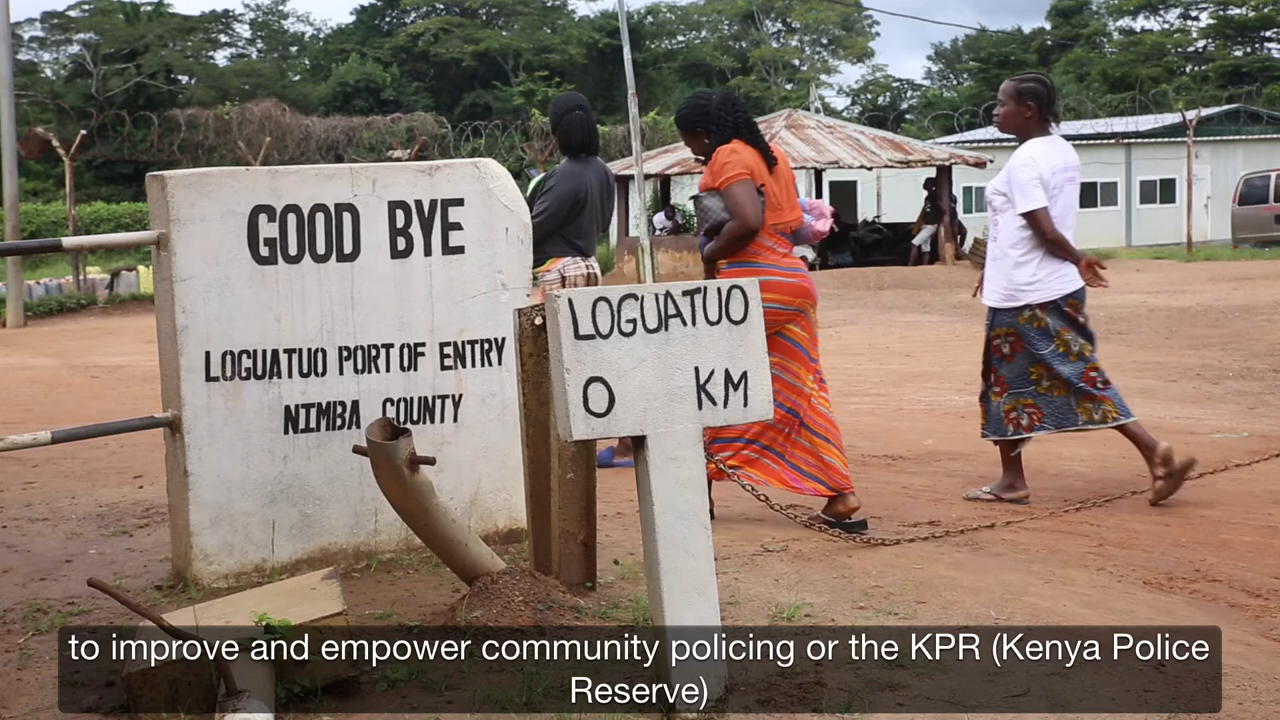 GOOD BYE
LOGUATUO PORT OF ENTRY
NIMBA COUNTY
LOGUATUO
0 KM
to improve and empower community policing or the KPR (Kenya Police
Reserve)